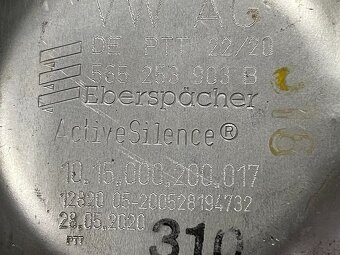 VW AG
DE PTT 22/20
565 253 903 B
Eberspächer
ActiveSilence®
10.15.000.200.017
12820 05-200528194732
28.05.2020
PTT
310